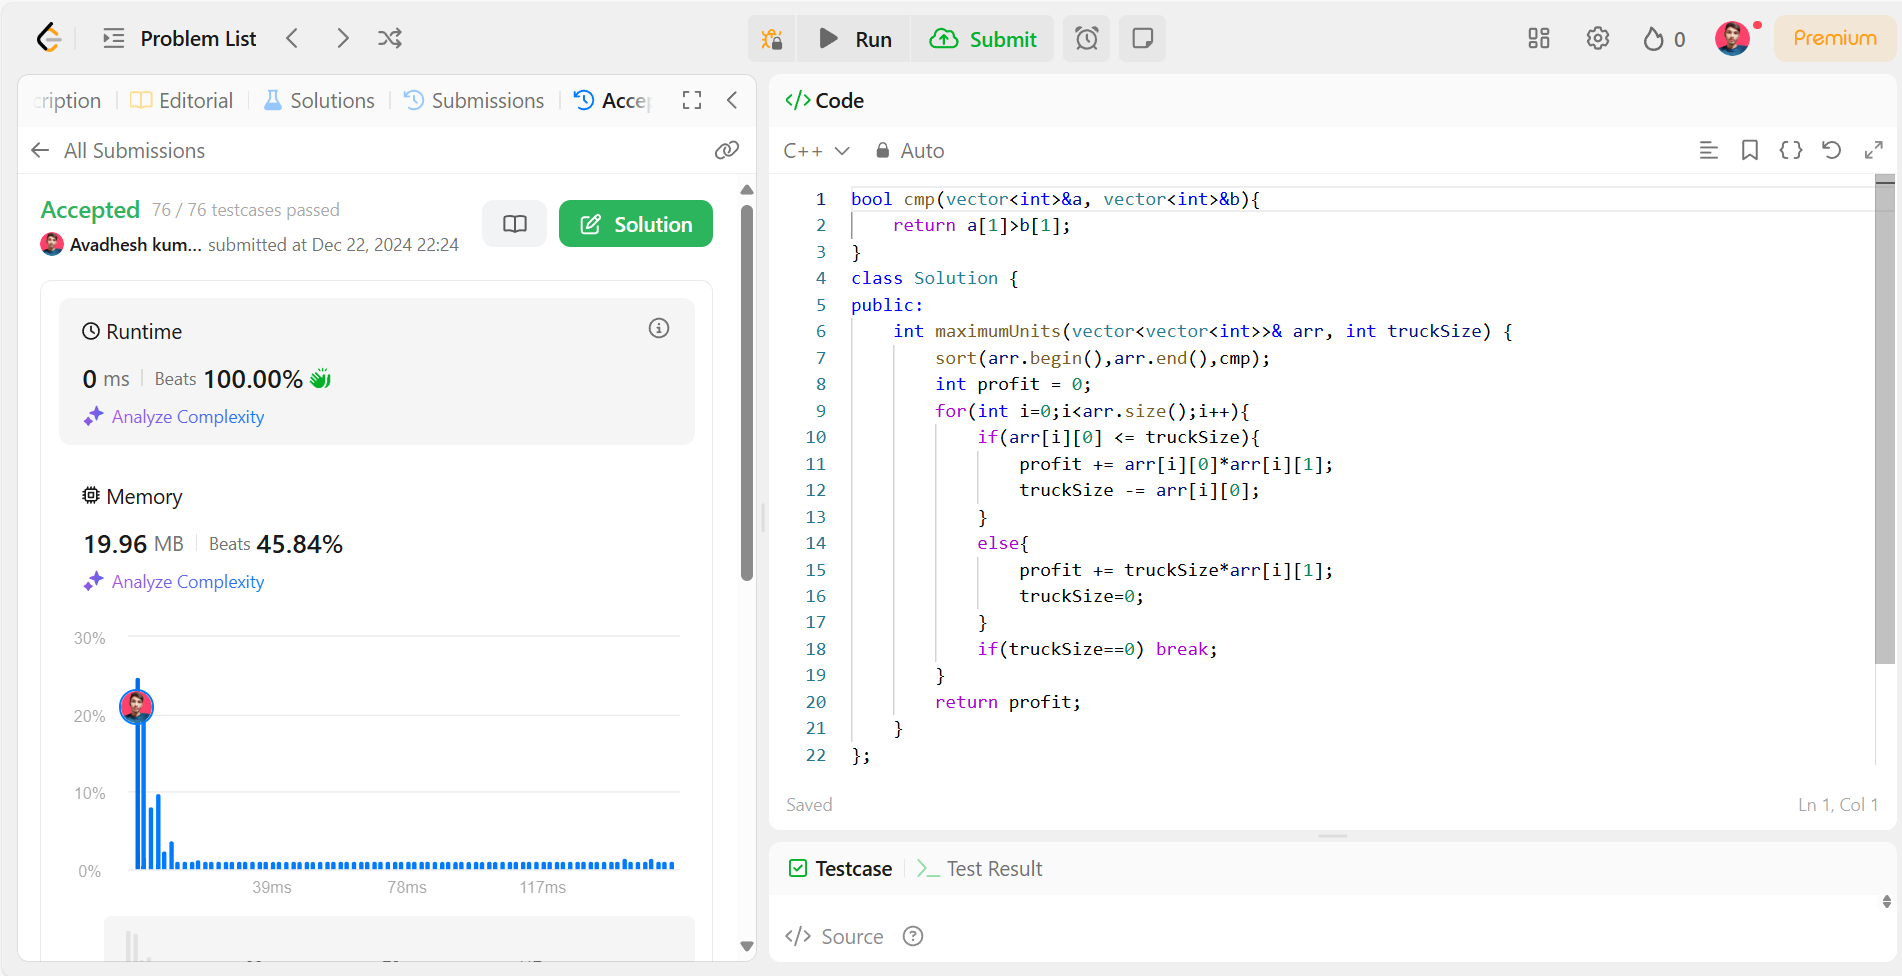 Problem List
Run
Submit
0
Premium
cription
Editorial
Solutions
Submissions
Acce
All Submissions
Accepted 76 / 76 testcases passed
Avadhesh kum... submitted at Dec 22, 2024 22:24
Solution
Runtime
0 ms Beats 100.00%
Analyze Complexity
Memory
19.96 MB Beats 45.84%
Analyze Complexity
30%
20%
10%
0%
39ms 78ms 117ms
</> Code
C++ Auto
1 bool cmp(vector<int>&a, vector<int>&b){
2     return a[1]>b[1];
3 }
4 class Solution {
5 public:
6     int maximumUnits(vector<vector<int>>& arr, int truckSize) {
7         sort(arr.begin(),arr.end(),cmp);
8         int profit = 0;
9         for(int i=0;i<arr.size();i++){
10             if(arr[i][0] <= truckSize){
11                 profit += arr[i][0]*arr[i][1];
12                 truckSize -= arr[i][0];
13             }
14             else{
15                 profit += truckSize*arr[i][1];
16                 truckSize=0;
17             }
18             if(truckSize==0) break;
19         }
20         return profit;
21     }
22 };
Saved
Ln 1, Col 1
Testcase
Test Result
</> Source